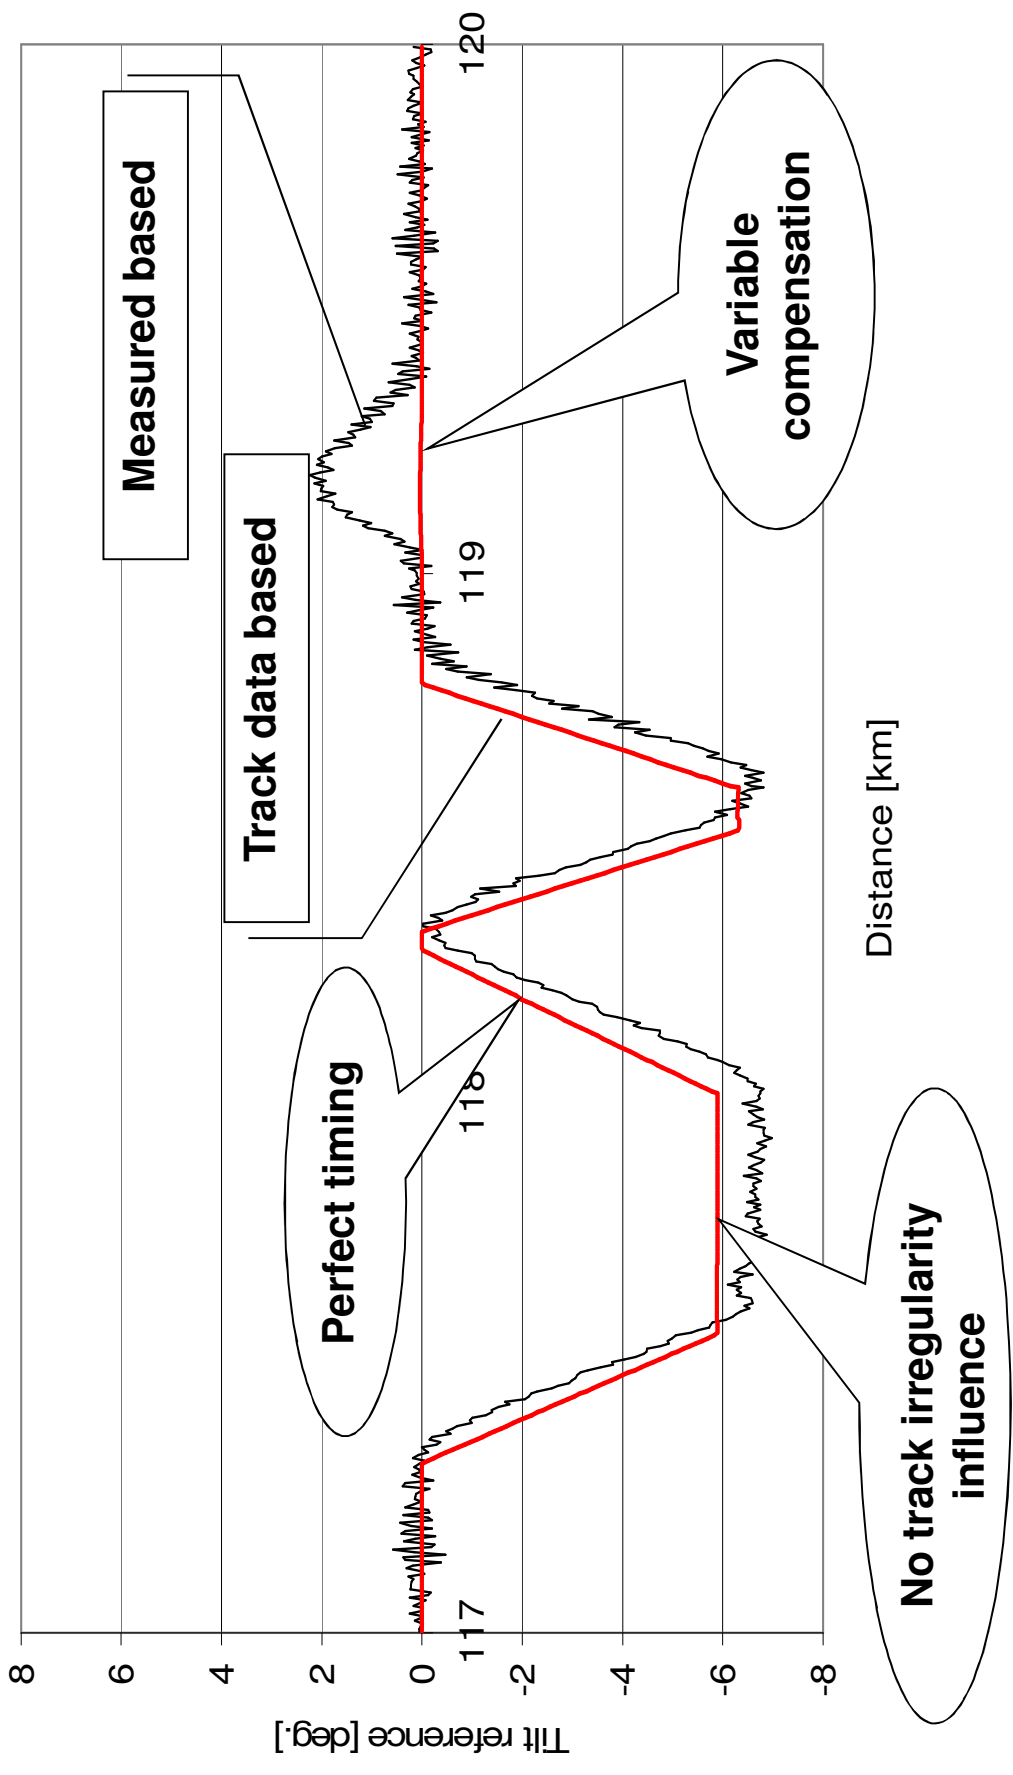 Measured based
Track data based
Perfect timing
Variable
compensation
No track irregularity
influence
8
6
4
2
0
-2
-4
-6
-8
117
118
119
120
Tilt reference [deg.]
Distance [km]